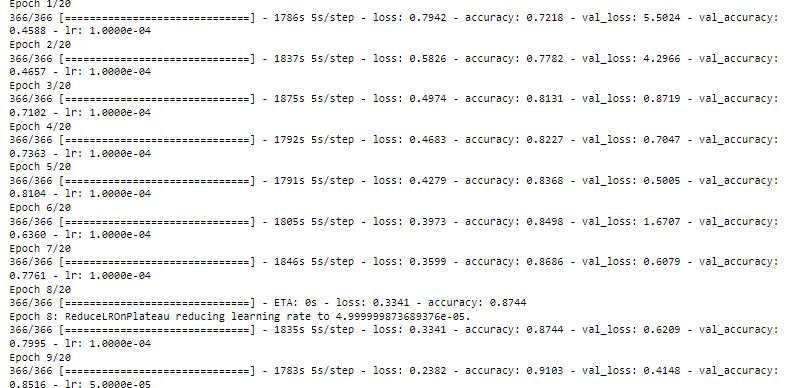 Epoch 1/20
366/366 [==============================] - 1786s 5s/step - loss: 0.7942 - accuracy: 0.7218 - val_loss: 5.5024 - val_accuracy:
0.4588 - lr: 1.0000e-04
Epoch 2/20
366/366 [==============================] - 1837s 5s/step - loss: 0.5826 - accuracy: 0.7782 - val_loss: 4.2966 - val_accuracy:
0.4657 - lr: 1.0000e-04
Epoch 3/20
366/366 [==============================] - 1875s 5s/step - loss: 0.4974 - accuracy: 0.8131 - val_loss: 0.8719 - val_accuracy:
0.7102 - lr: 1.0000e-04
Epoch 4/20
366/366 [==============================] - 1792s 5s/step - loss: 0.4683 - accuracy: 0.8227 - val_loss: 0.7047 - val_accuracy:
0.7363 - lr: 1.0000e-04
Epoch 5/20
366/366 [==============================] - 1791s 5s/step - loss: 0.4279 - accuracy: 0.8368 - val_loss: 0.5005 - val_accuracy:
0.8104 - lr: 1.0000e-04
Epoch 6/20
366/366 [==============================] - 1805s 5s/step - loss: 0.3973 - accuracy: 0.8498 - val_loss: 1.6707 - val_accuracy:
0.6360 - lr: 1.0000e-04
Epoch 7/20
366/366 [==============================] - 1846s 5s/step - loss: 0.3599 - accuracy: 0.8686 - val_loss: 0.6079 - val_accuracy:
0.7761 - lr: 1.0000e-04
Epoch 8/20
366/366 [==============================] - ETA: 0s - loss: 0.3341 - accuracy: 0.8744
Epoch 8: ReduceLROnPlateau reducing learning rate to 4.999999873689376e-05.
366/366 [==============================] - 1835s 5s/step - loss: 0.3341 - accuracy: 0.8744 - val_loss: 0.6209 - val_accuracy:
0.7995 - lr: 1.0000e-04
Epoch 9/20
366/366 [==============================] - 1783s 5s/step - loss: 0.2382 - accuracy: 0.9103 - val_loss: 0.4148 - val_accuracy:
0.8516 - lr: 5.0000e-05